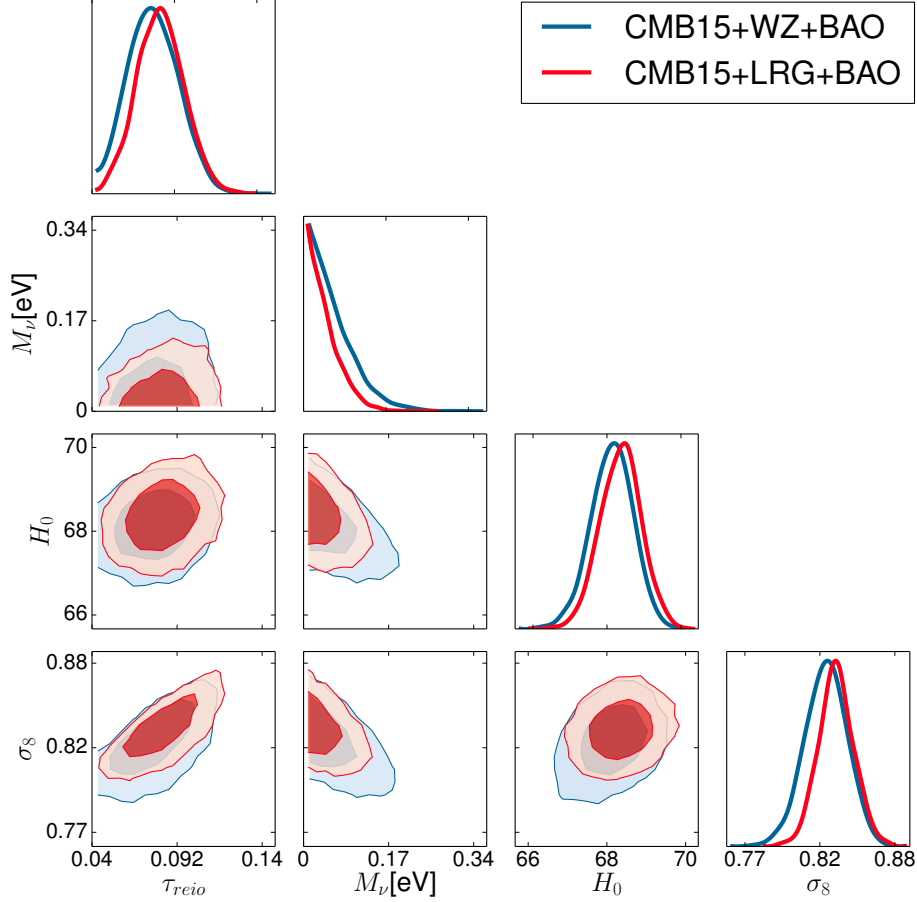 CMB15+WZ+BAO
CMB15+LRG+BAO
0.34
0.17
0
M_ν[eV]
70
68
66
H_0
0.88
0.82
0.77
σ_8
0.04 0.092 0.14
0 0.17 0.34
66 68 70
0.77 0.82 0.88
τ_{reio}
M_ν[eV]
H_0
σ_8